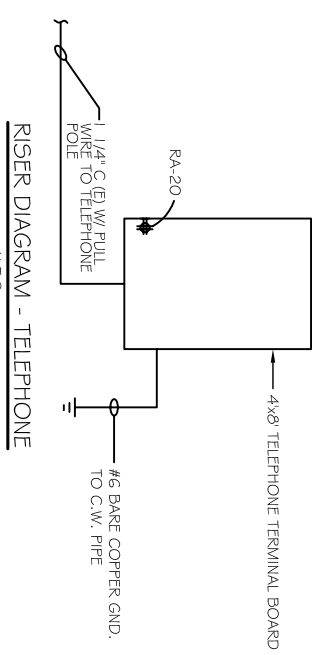 4'x8' TELEPHONE TERMINAL BOARD
RA-20
1 1/4" C (E) W/ PULL
WIRE TO TELEPHONE
POLE
#6 BARE COPPER GND.
TO C.W. PIPE
RISER DIAGRAM - TELEPHONE